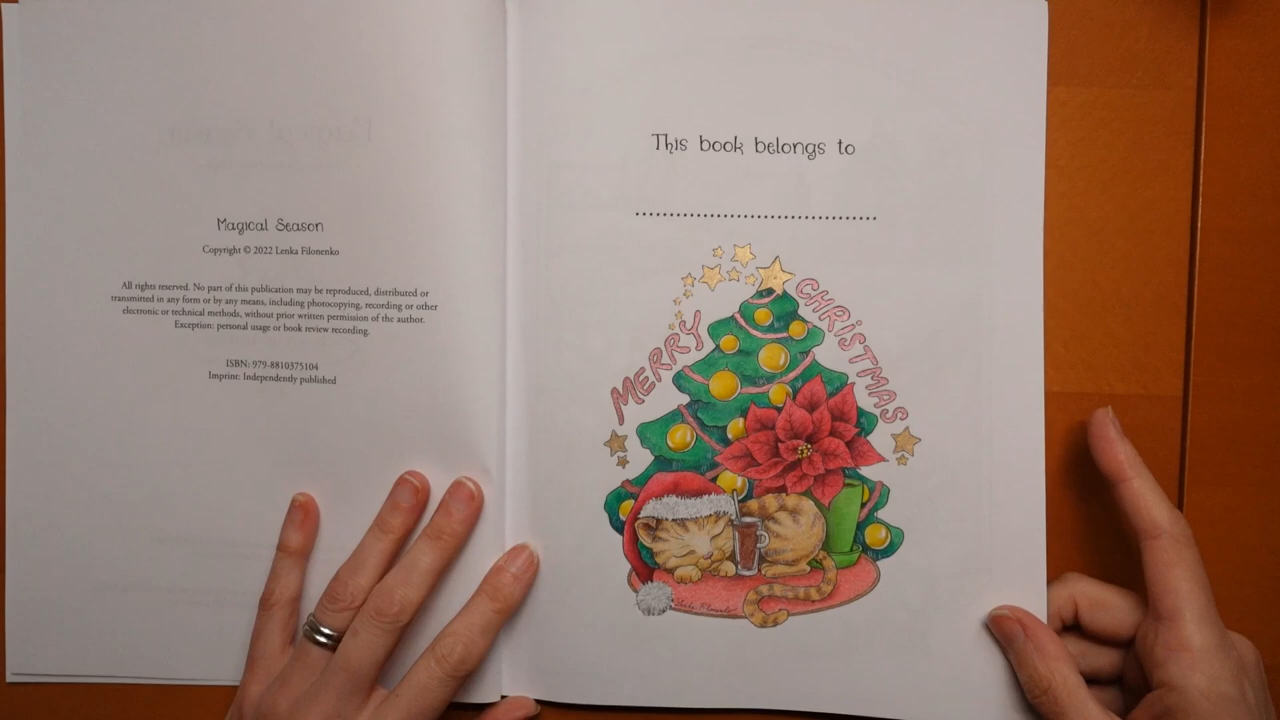 Magical Season
Copyright © 2022 Lenka Filonenko
All rights reserved. No part of this publication may be reproduced, distributed or
transmitted in any form or by any means, including photocopying, recording or other
electronic or technical methods, without prior written permission of the author.
Exception: personal usage or book review recording.
ISBN: 979-8810375104
Imprint: Independently published
This book belongs to
MERRY CHRISTMAS
Lenka Filonenko